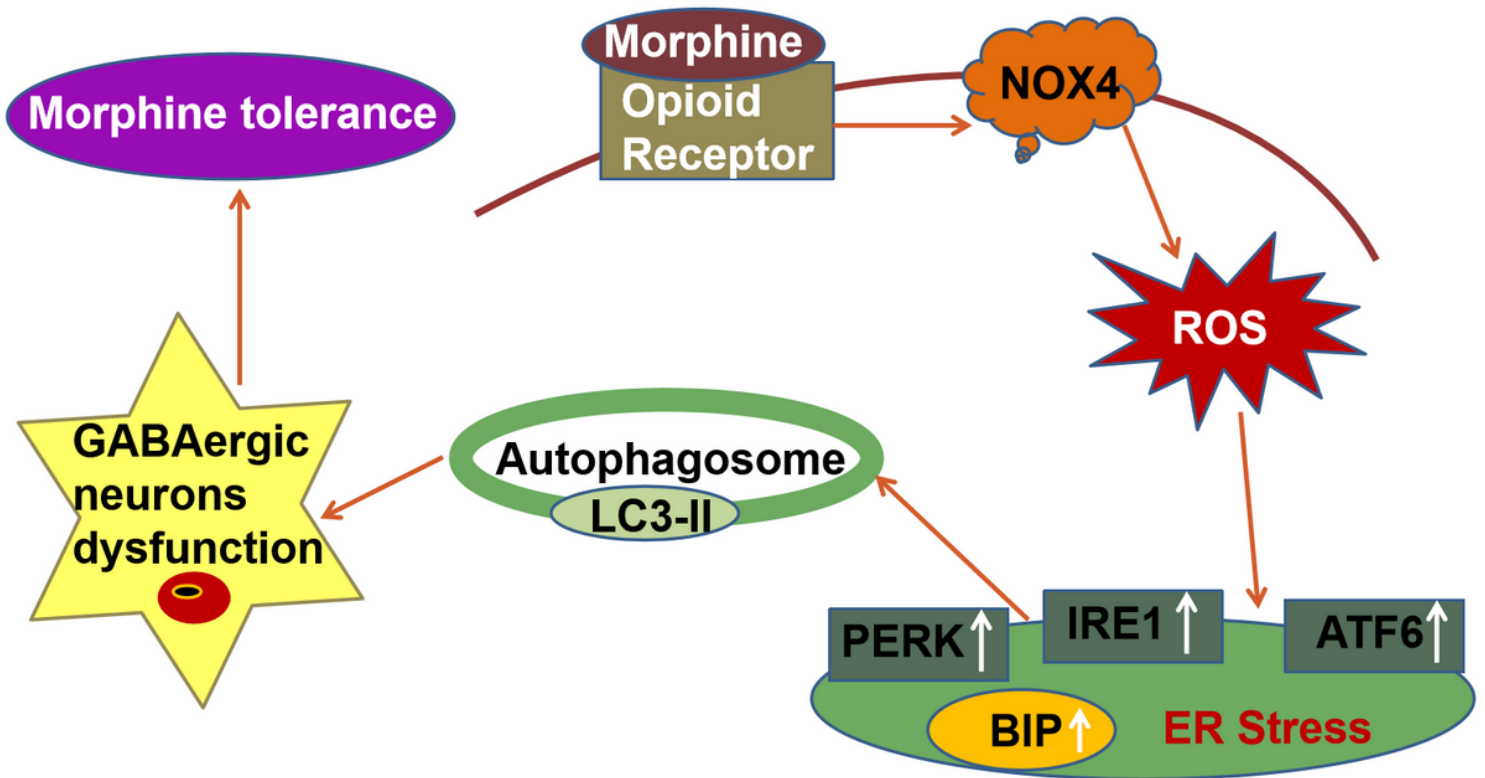 Morphine
Opioid
Receptor
NOX4
Morphine tolerance
ROS
GABAergic
neurons
dysfunction
Autophagosome
LC3-II
PERK
IRE1
ATF6
BIP
ER Stress